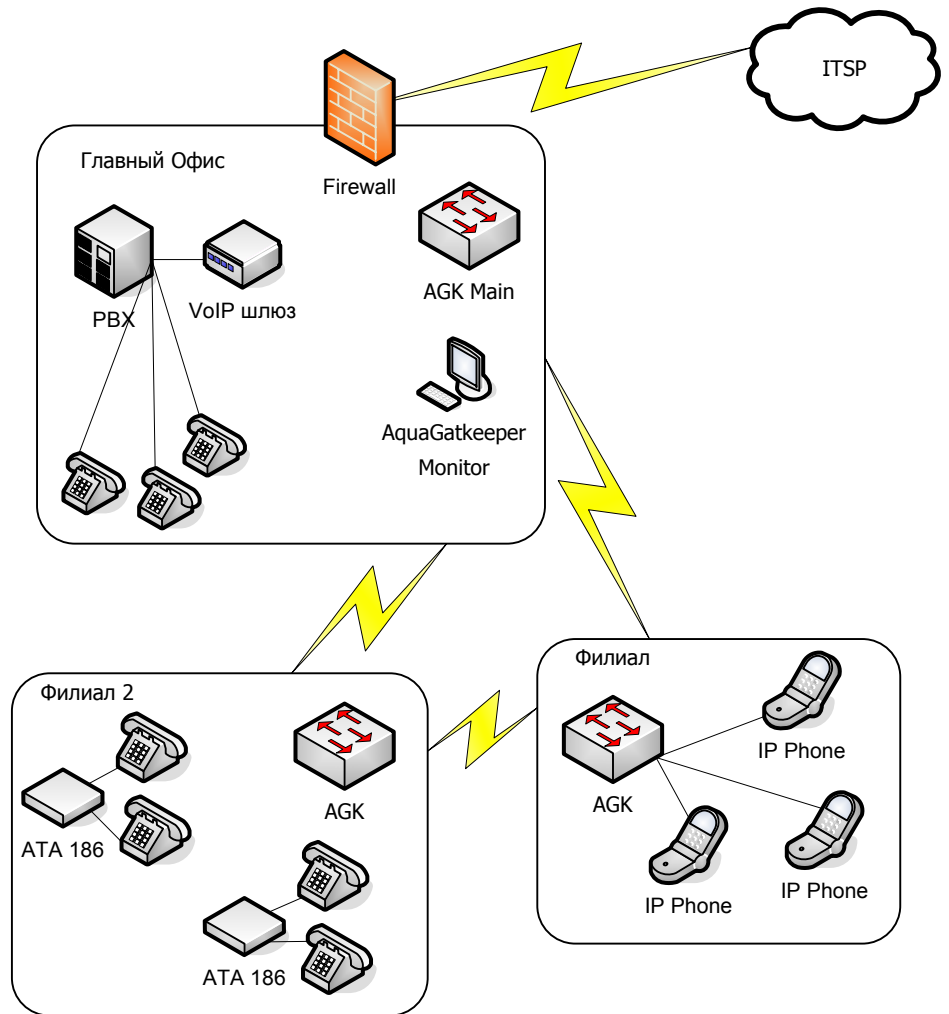 ITSP
Главный Офис
Firewall
PBX
VoIP шлюз
AGK Main
AquaGatkeeper
Monitor
Филиал 2
ATA 186
AGK
ATA 186
Филиал
IP Phone
AGK
IP Phone
IP Phone